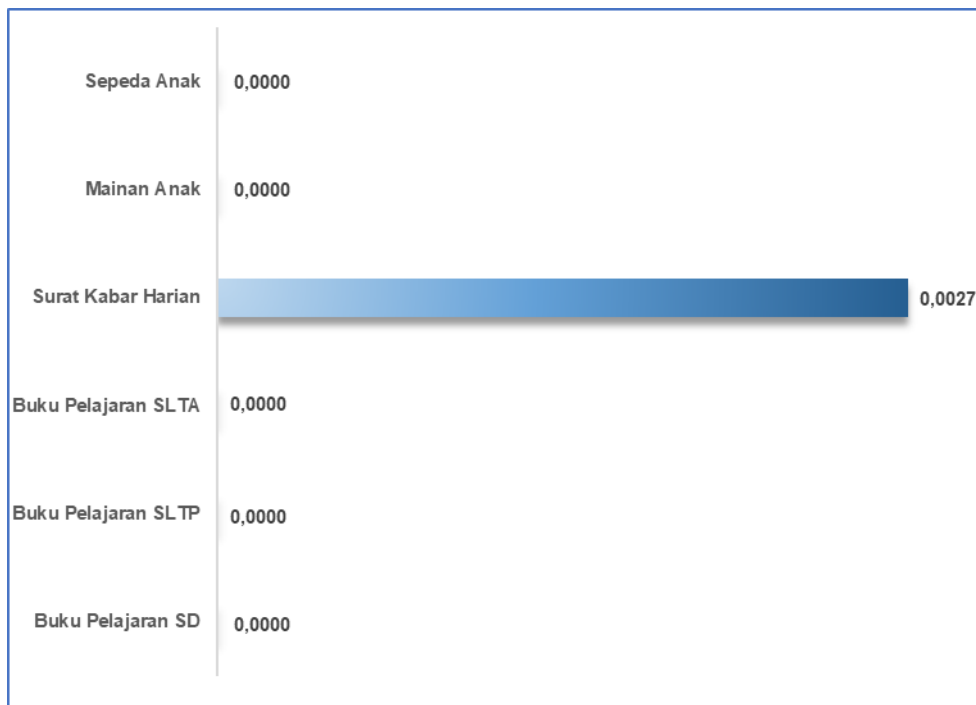 Sepeda Anak 0,0000
Mainan Anak 0,0000
Surat Kabar Harian 0,0027
Buku Pelajaran SLTA 0,0000
Buku Pelajaran SLTP 0,0000
Buku Pelajaran SD 0,0000